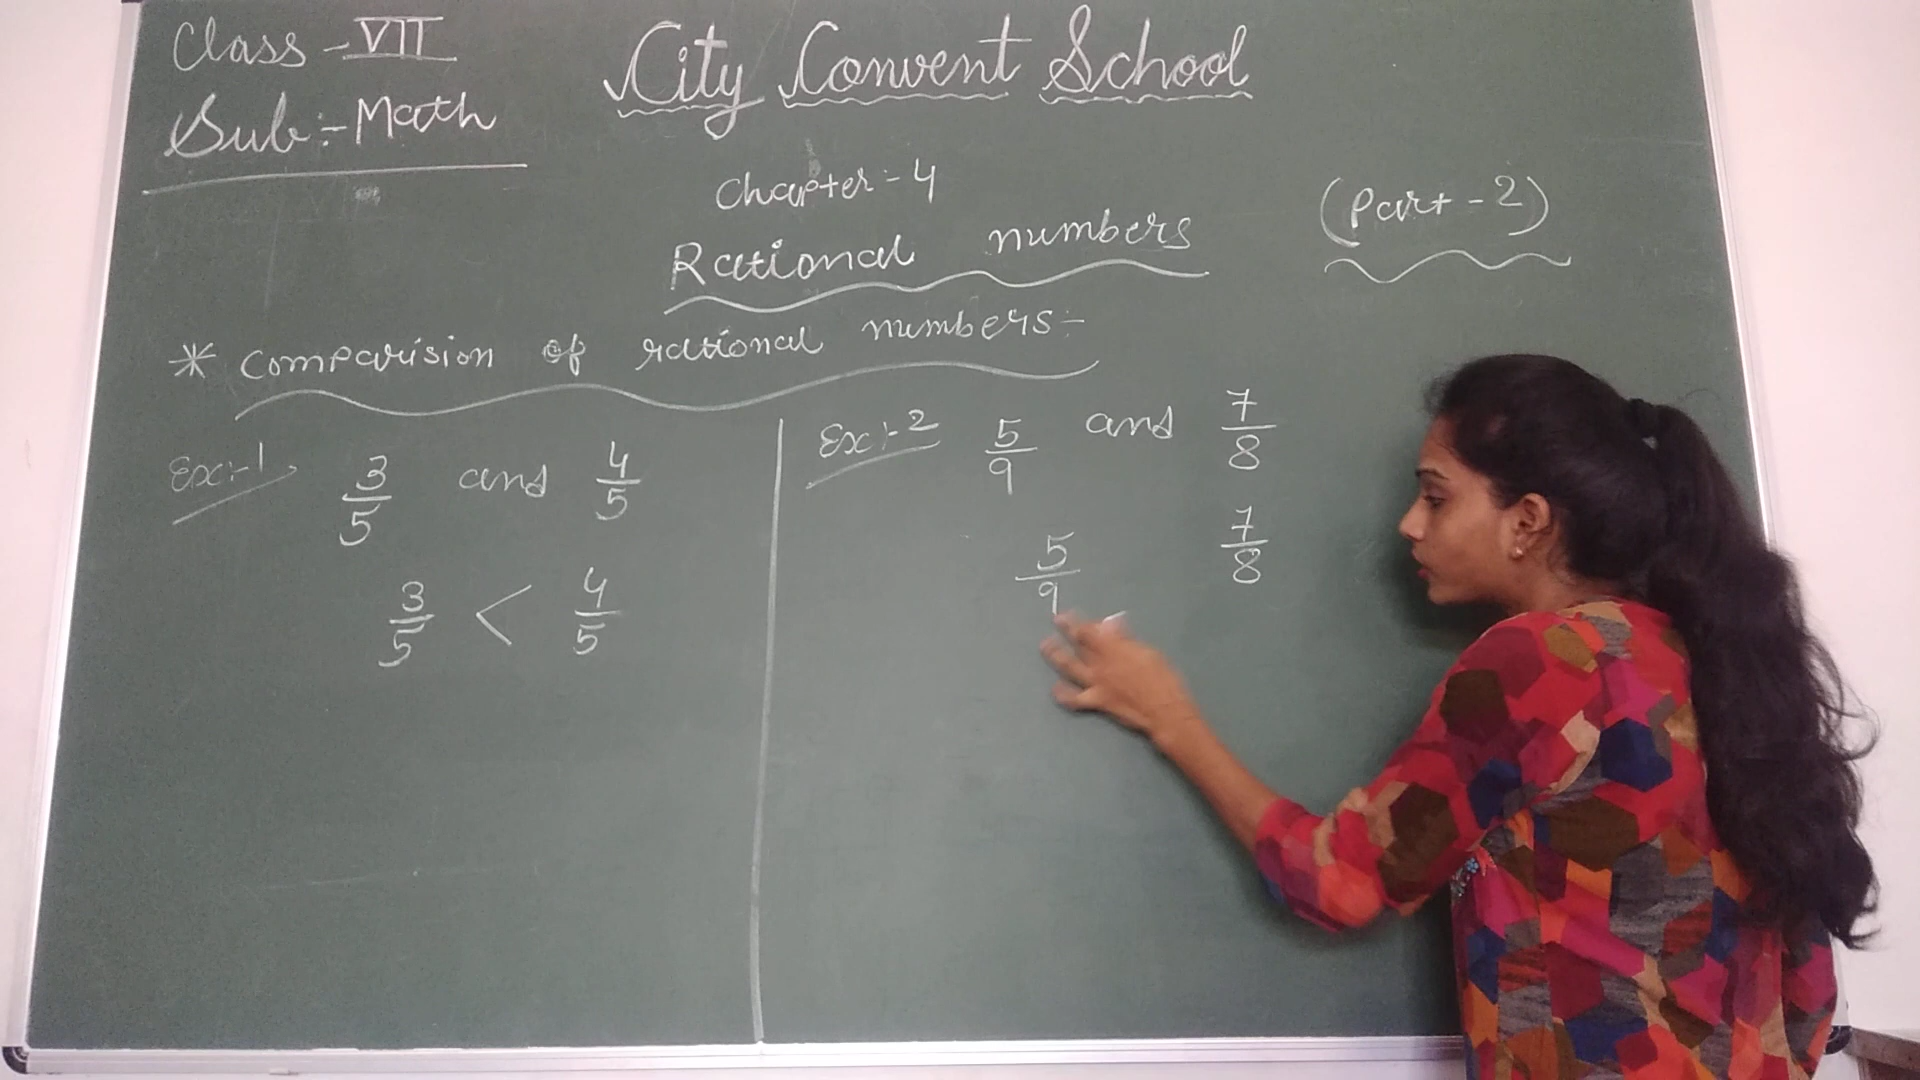 Class - VII
Sub:- Math
City Convent School
Chapter - 4
(Part - 2)
Rational numbers
* Comparision of rational numbers:-
Ex:-1 3/5 and 4/5
3/5 < 4/5
Ex:-2 5/9 and 7/8
5/9 7/8